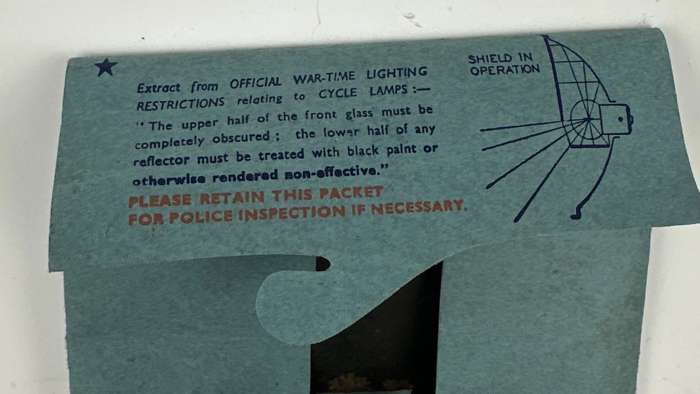 Extract from OFFICIAL WAR-TIME LIGHTING
RESTRICTIONS relating to CYCLE LAMPS :—
"The upper half of the front glass must be
completely obscured ; the lower half of any
reflector must be treated with black paint or
otherwise rendered non-effective."
PLEASE RETAIN THIS PACKET
FOR POLICE INSPECTION IF NECESSARY.
SHIELD IN
OPERATION